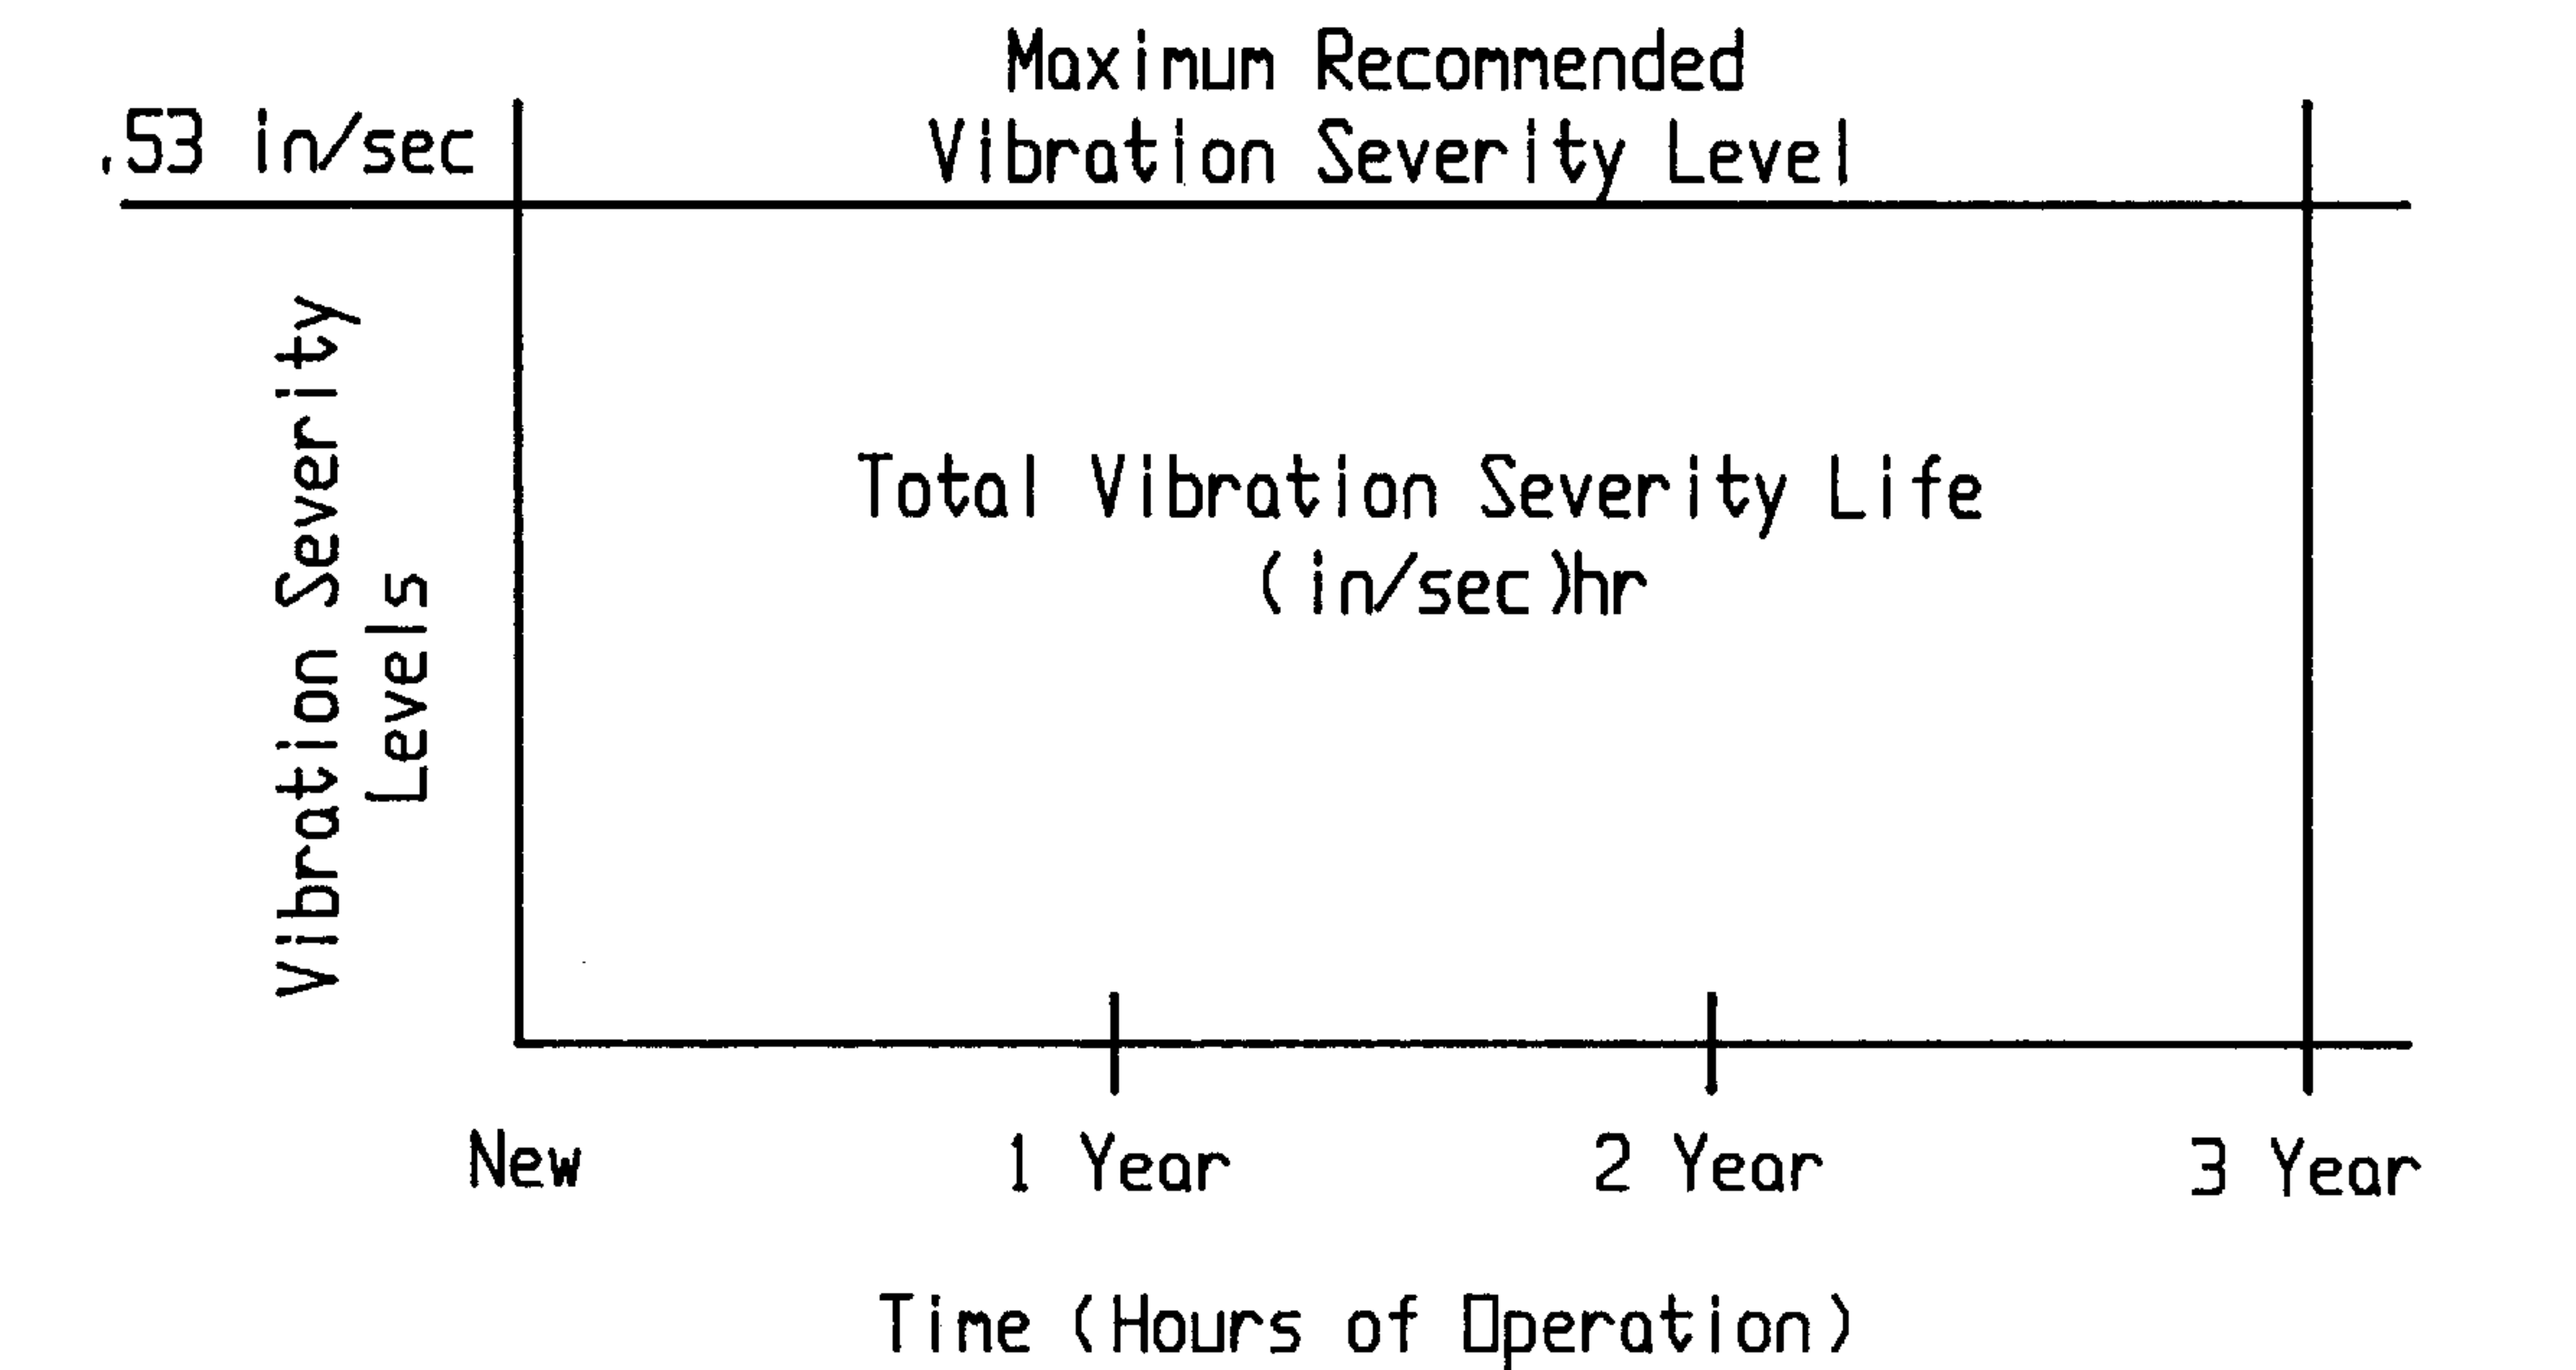 Maximum Recommended
.53 in/sec
Vibration Severity Level
Vibration Severity
Levels
Total Vibration Severity Life
(in/sec)hr
New
1 Year
2 Year
3 Year
Time (Hours of Operation)